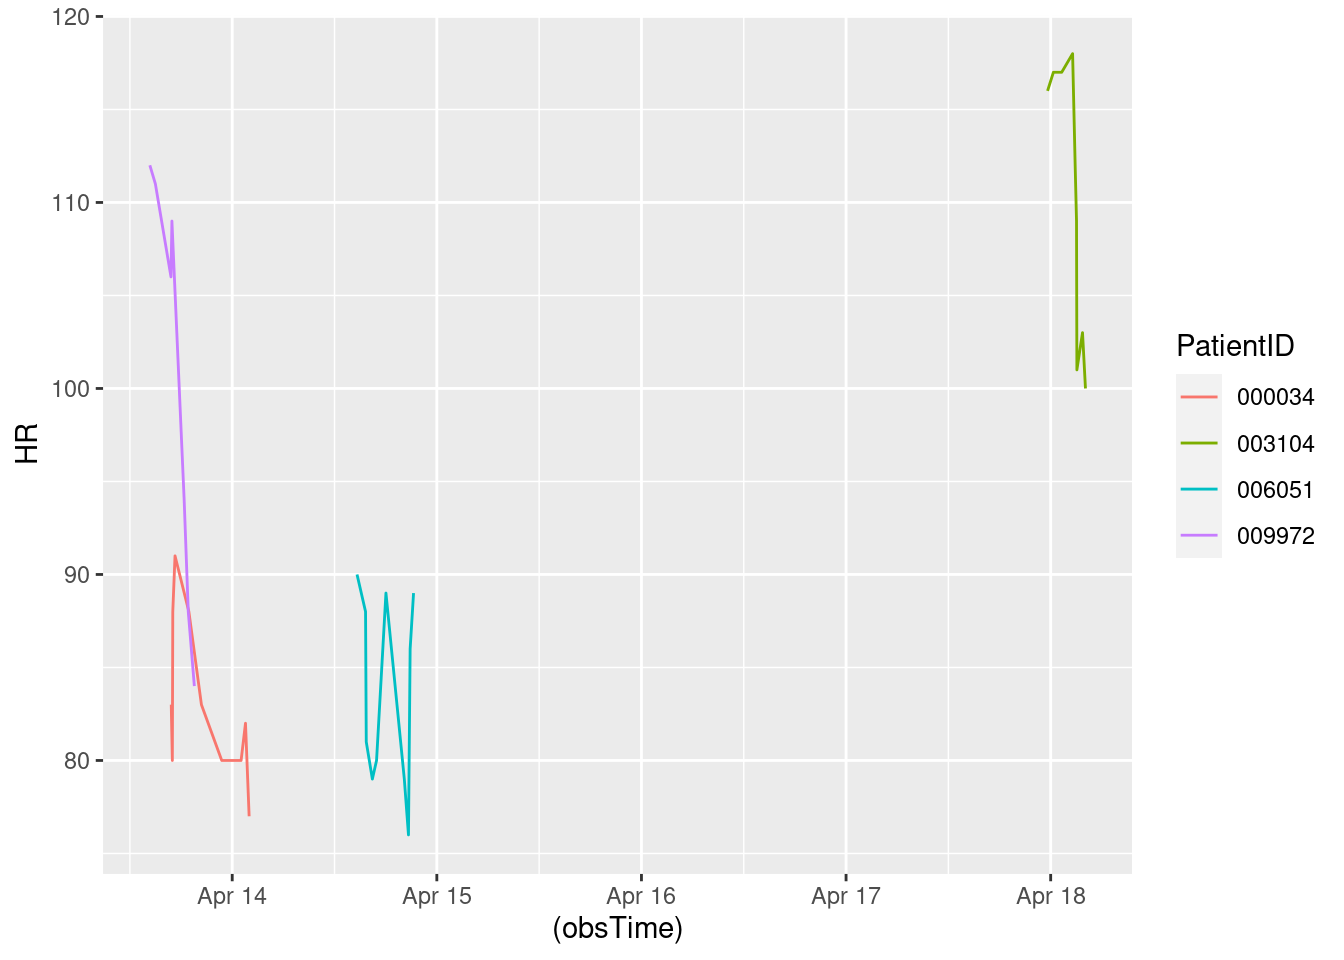 120
110
100
90
80
HR
Apr 14
Apr 15
Apr 16
Apr 17
Apr 18
(obsTime)
PatientID
000034
003104
006051
009972